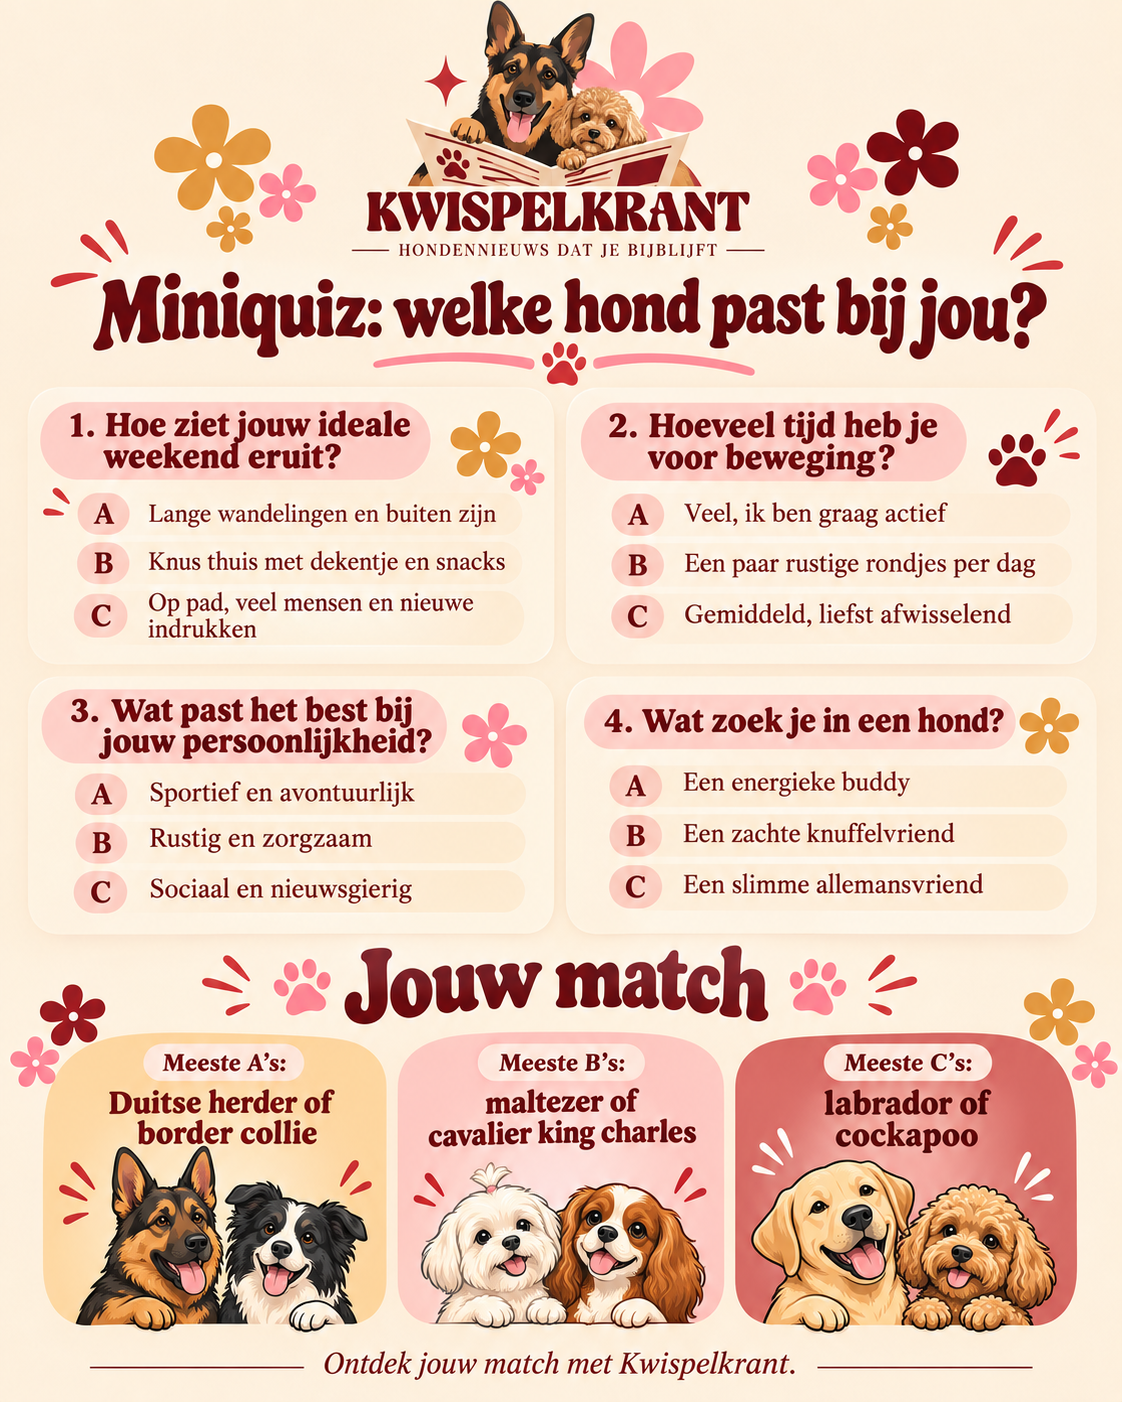 KWISPELKRANT
HONDENNIEUWS DAT JE BIJBLIJFT
Miniquiz: welke hond past bij jou?
1. Hoe ziet jouw ideale
weekend eruit?
A Lange wandelingen en buiten zijn
B Knus thuis met dekentje en snacks
C Op pad, veel mensen en nieuwe
indrukken
2. Hoeveel tijd heb je
voor beweging?
A Veel, ik ben graag actief
B Een paar rustige rondjes per dag
C Gemiddeld, liefst afwisselend
3. Wat past het best bij
jouw persoonlijkheid?
A Sportief en avontuurlijk
B Rustig en zorgzaam
C Sociaal en nieuwsgierig
4. Wat zoek je in een hond?
A Een energieke buddy
B Een zachte knuffelvriend
C Een slimme allemansvriend
Jouw match
Meeste A's:
Duitse herder of
border collie
Meeste B's:
maltezer of
cavalier king charles
Meeste C's:
labrador of
cockapoo
Ontdek jouw match met Kwispelkrant.